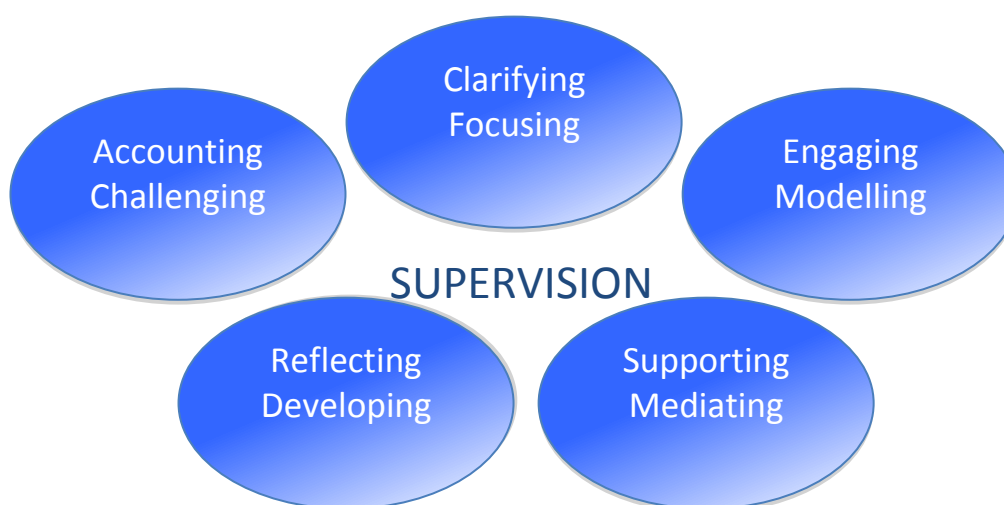 Clarifying
Focusing
Accounting
Challenging
Engaging
Modelling
SUPERVISION
Reflecting
Developing
Supporting
Mediating